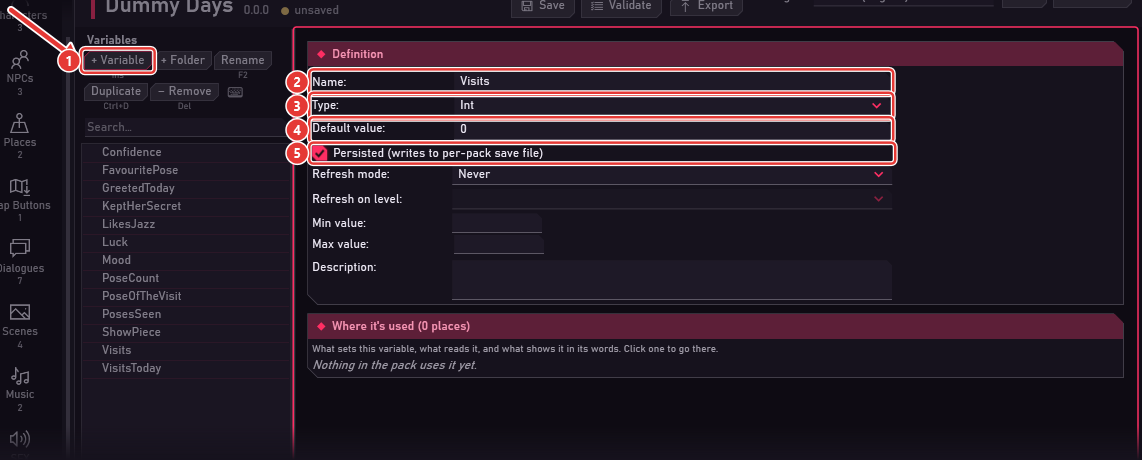 Dummy Days 0.0.0 unsaved
Save Validate Export
3
NPCs
3
Places
2
ap Buttons
1
Dialogues
7
Scenes
4
Music
2
Variables
1 + Variable + Folder Rename
Ins F2
Duplicate − Remove
Ctrl+D Del
Search...
Confidence
FavouritePose
GreetedToday
KeptHerSecret
LikesJazz
Luck
Mood
PoseCount
PoseOfTheVisit
PosesSeen
ShowPiece
Visits
VisitsToday
Definition
2 Name: Visits
3 Type: Int
4 Default value: 0
5 Persisted (writes to per-pack save file)
Refresh mode: Never
Refresh on level:
Min value:
Max value:
Description:
Where it's used (0 places)
What sets this variable, what reads it, and what shows it in its words. Click one to go there.
Nothing in the pack uses it yet.